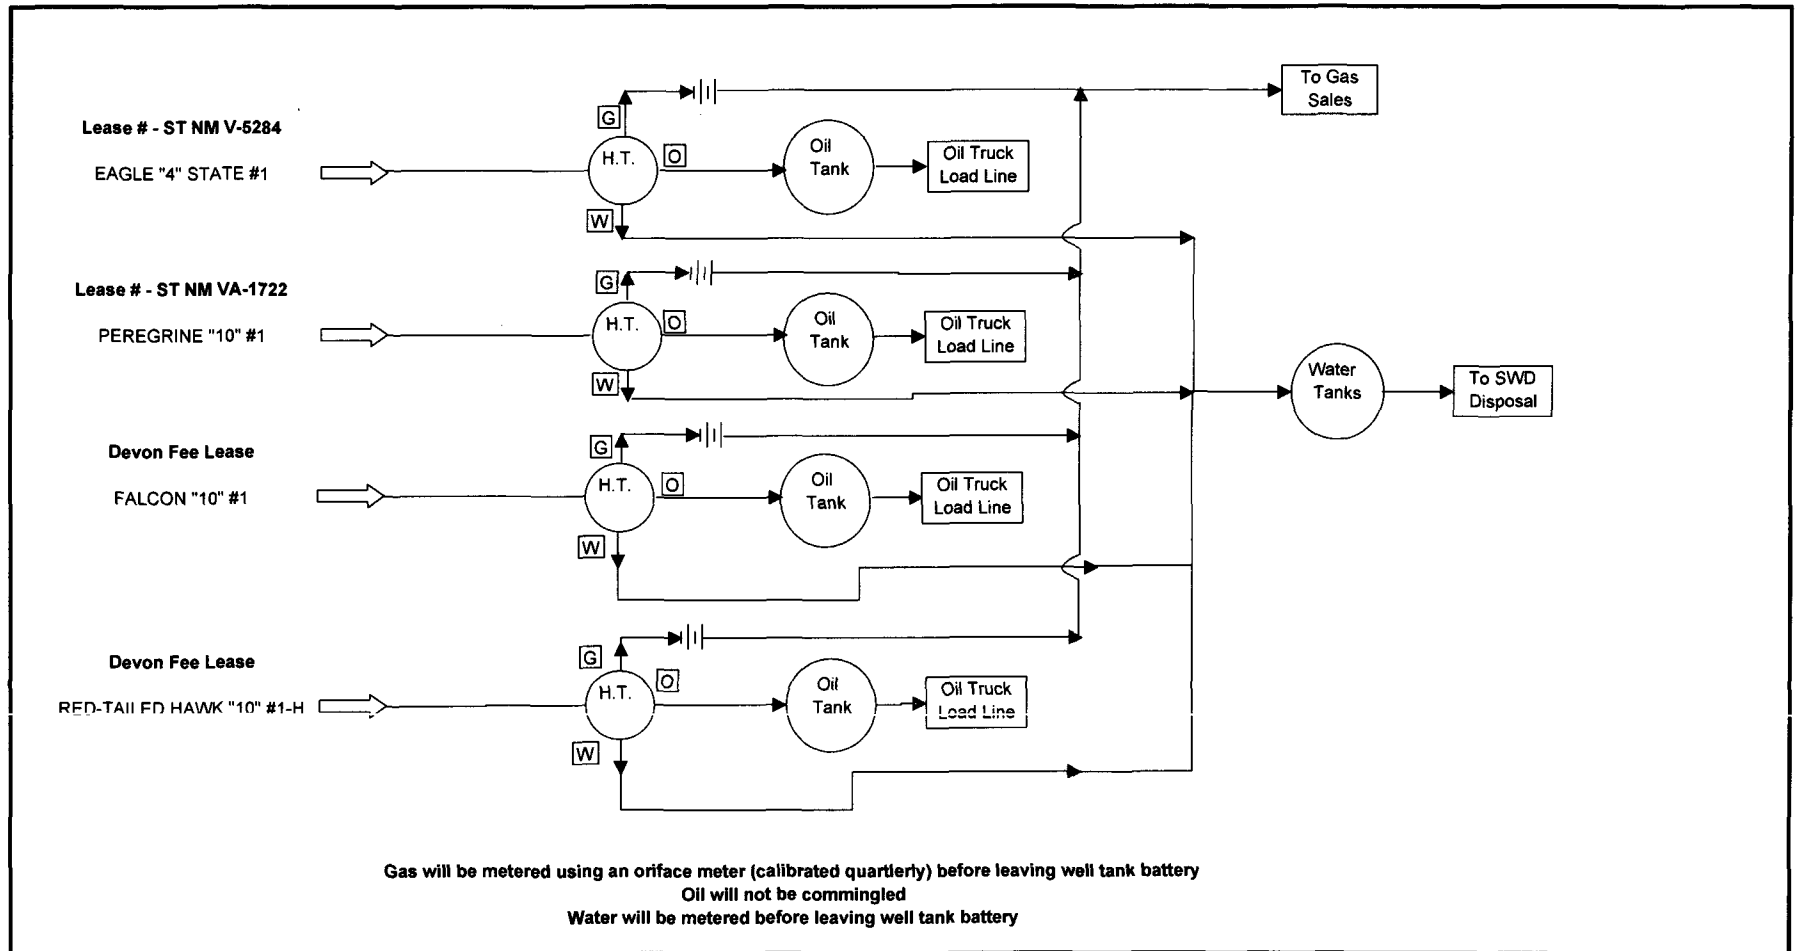 To Gas
Sales
Lease # - ST NM V-5284
EAGLE "4" STATE #1
G
H.T.
O
W
Oil
Tank
Oil Truck
Load Line
Lease # - ST NM VA-1722
PEREGRINE "10" #1
G
H.T.
O
W
Oil
Tank
Oil Truck
Load Line
Water
Tanks
To SWD
Disposal
Devon Fee Lease
FALCON "10" #1
G
H.T.
O
W
Oil
Tank
Oil Truck
Load Line
Devon Fee Lease
RED-TAILED HAWK "10" #1-H
G
H.T.
O
W
Oil
Tank
Oil Truck
Load Line
Gas will be metered using an oriface meter (calibrated quartlerly) before leaving well tank battery
Oil will not be commingled
Water will be metered before leaving well tank battery